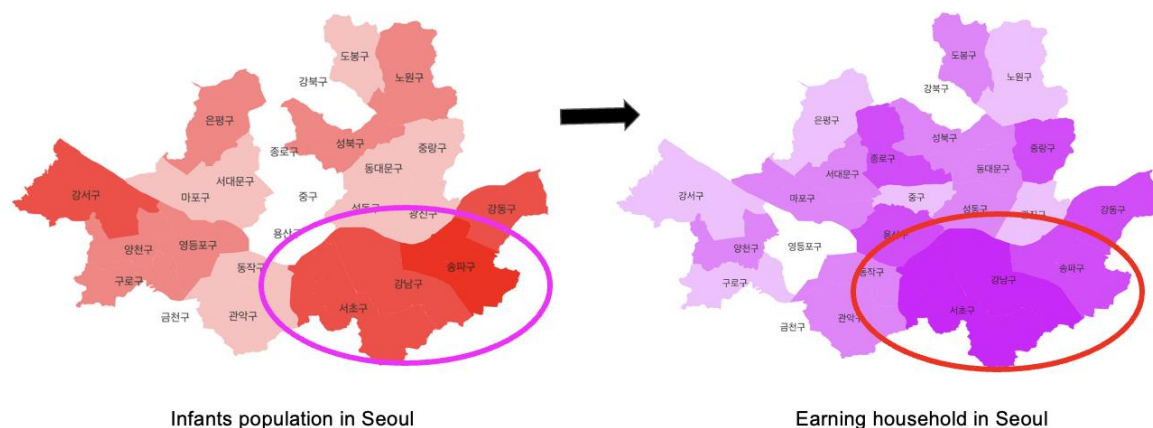 도봉구
강북구
노원구
은평구
성북구
종로구
중랑구
동대문구
서대문구
강서구
마포구
중구
성동구
광진구
강동구
용산구
양천구
영등포구
동작구
송파구
강남구
구로구
서초구
금천구
관악구
Infants population in Seoul
도봉구
노원구
강북구
은평구
성북구
중랑구
종로구
동대문구
서대문구
강서구
마포구
중구
성동구
광진구
강동구
용산구
양천구
영등포구
동작구
송파구
강남구
구로구
서초구
관악구
금천구
Earning household in Seoul